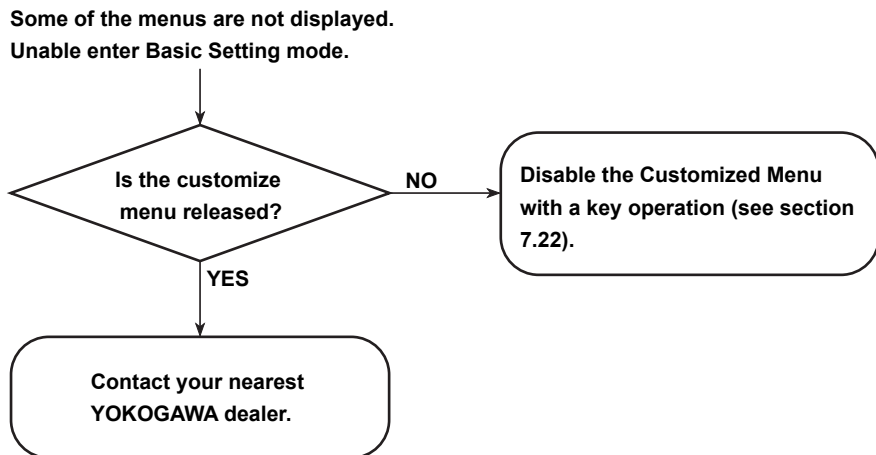 Some of the menus are not displayed.
Unable enter Basic Setting mode.
Is the customize
menu released?
NO
Disable the Customized Menu
with a key operation (see section
7.22).
YES
Contact your nearest
YOKOGAWA dealer.